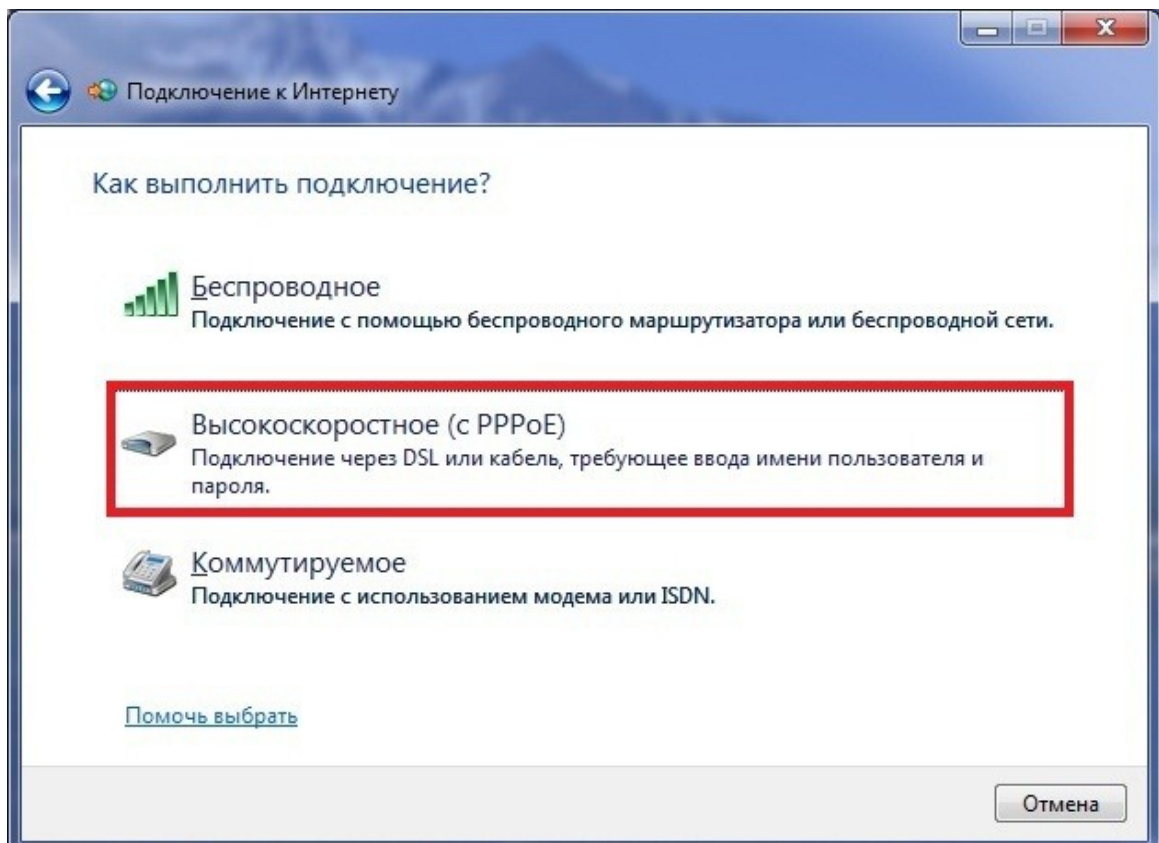 Подключение к Интернету
Как выполнить подключение?
Беспроводное
Подключение с помощью беспроводного маршрутизатора или беспроводной сети.
Высокоскоростное (с PPPoE)
Подключение через DSL или кабель, требующее ввода имени пользователя и
пароля.
Коммутируемое
Подключение с использованием модема или ISDN.
Помочь выбрать
Отмена